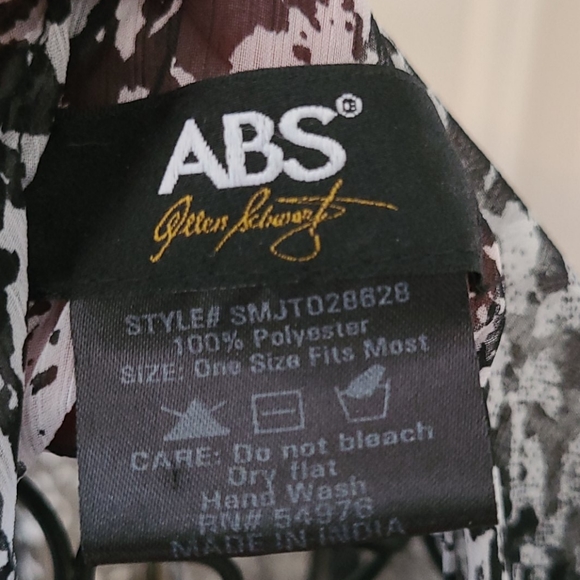 ABS®
Allen Schwartz
STYLE# SMJT028628
100% Polyester
SIZE: One Size Fits Most
CARE: Do not bleach
Dry flat
Hand Wash
RN# 54976
MADE IN INDIA